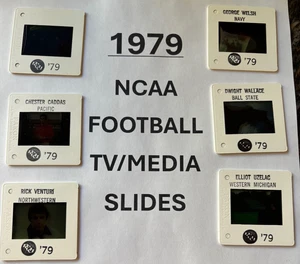 1979
NCAA
FOOTBALL
TV/MEDIA
SLIDES
'79
CHESTER CADDAS
PACIFIC
'79
RICK VENTURI
NORTHWESTERN
'79
GEORGE WELSH
NAVY
'79
DWIGHT WALLACE
BALL STATE
'79
ELLIOT UZELAC
WESTERN MICHIGAN
'79